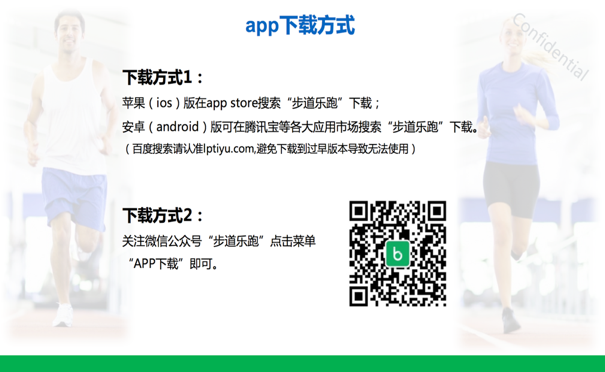 app下载方式
Confidential
下载方式1：
苹果（ios）版在app store搜索“步道乐跑”下载；
安卓（android）版可在腾讯宝等各大应用市场搜索“步道乐跑”下载。
（百度搜索请认准lptiyu.com,避免下载到过早版本导致无法使用）
下载方式2：
关注微信公众号“步道乐跑”点击菜单
“APP下载”即可。
b